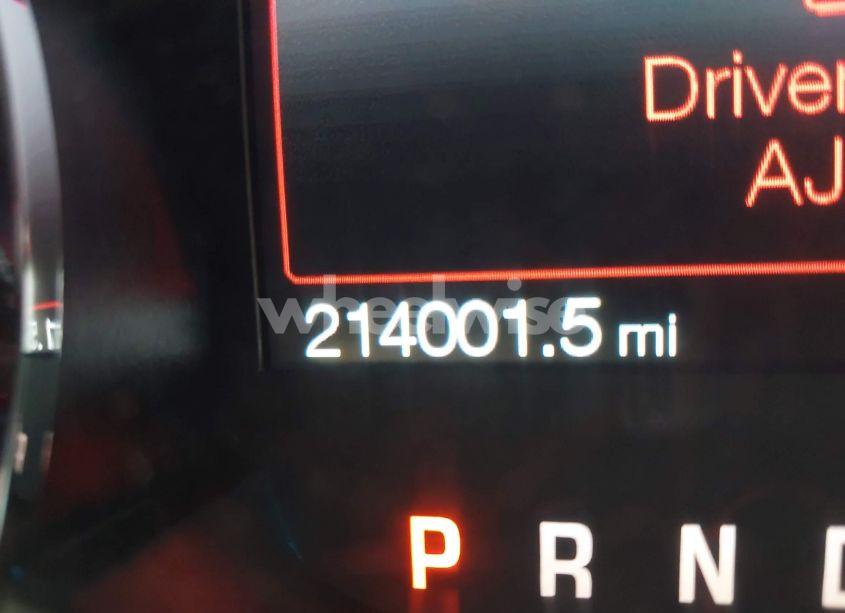 Driver
AJ
wheelwise
214001.5 mi
P R N D